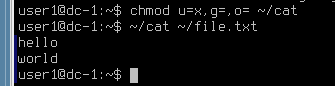 user1@dc-1:~$ chmod u=x,g=,o= ~/cat
user1@dc-1:~$ ~/cat ~/file.txt
hello
world
user1@dc-1:~$